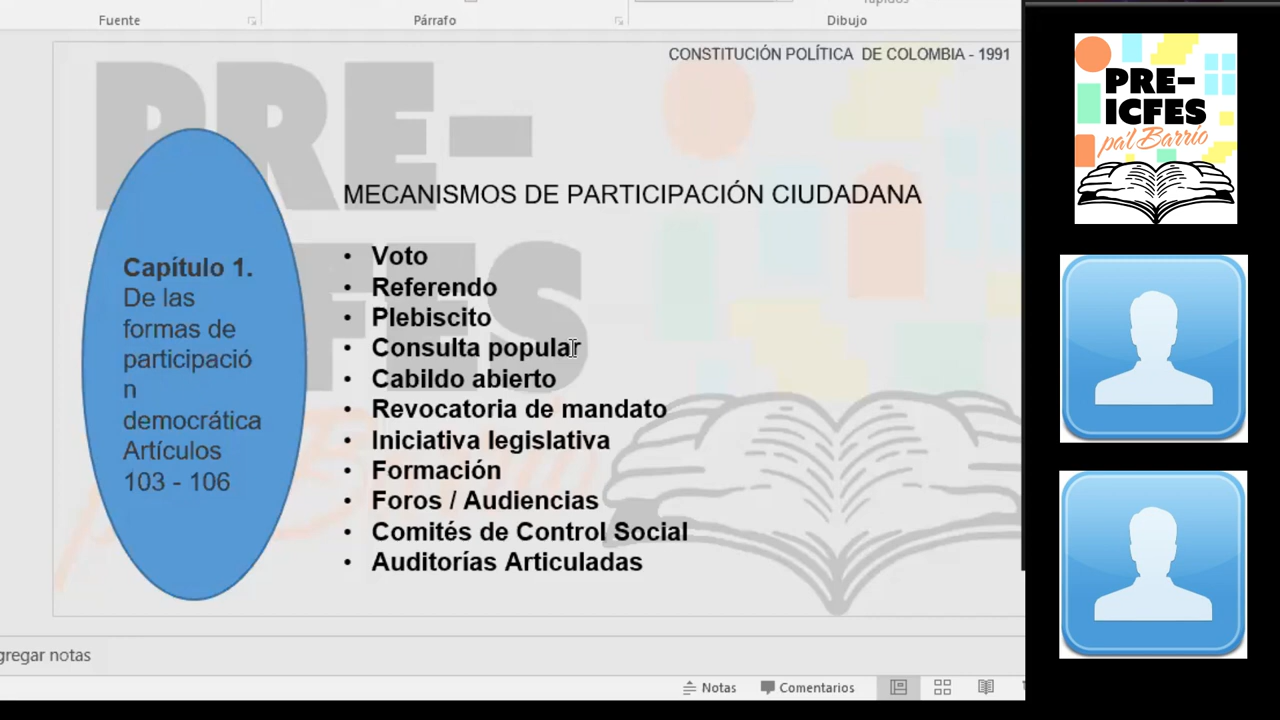 Fuente
Párrafo
Dibujo
CONSTITUCIÓN POLÍTICA DE COLOMBIA - 1991
PRE-
ICFES
MECANISMOS DE PARTICIPACIÓN CIUDADANA
• Voto
• Referendo
• Plebiscito
• Consulta popular
• Cabildo abierto
• Revocatoria de mandato
• Iniciativa legislativa
• Formación
• Foros / Audiencias
• Comités de Control Social
• Auditorías Articuladas
Capítulo 1.
De las
formas de
participació
n
democrática
Artículos
103 - 106
gregar notas
Notas
Comentarios
PRE-
ICFES
pa'l Barrio